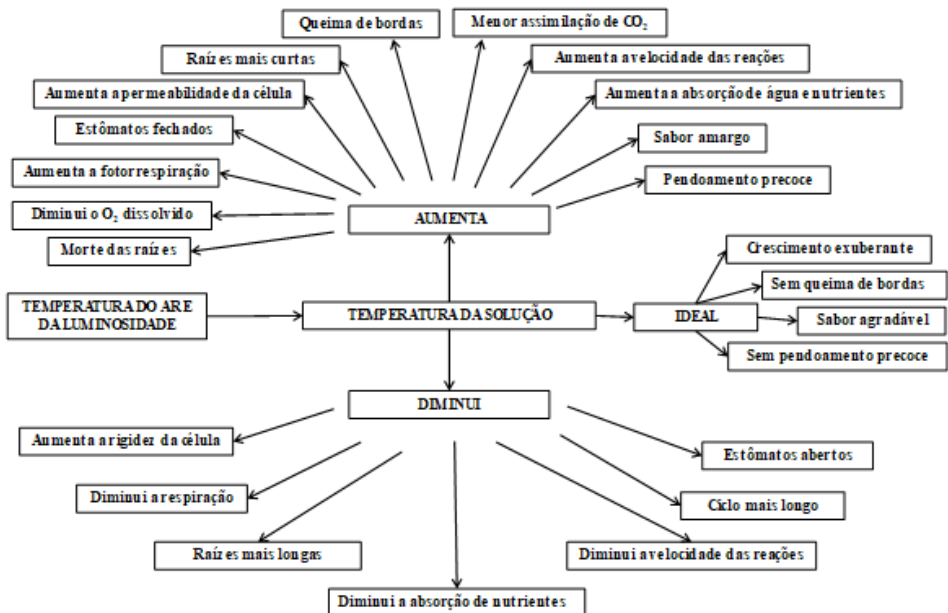 Queima de bordas
Menor assimilação de CO₂
Raízes mais curtas
Aumenta a velocidade das reações
Aumenta a permeabilidade da célula
Aumenta a absorção de água e nutrientes
Estômatos fechados
Sabor amargo
Aumenta a fotorrespiração
Pendoamento precoce
Diminui o O₂ dissolvido
AUMENTA
Morte das raízes
Crescimento exuberante
Sem queima de bordas
TEMPERATURA DO AR E
DA LUMINOSIDADE
TEMPERATURA DA SOLUÇÃO
IDEAL
Sabor agradável
Sem pendoamento precoce
DIMINUI
Aumenta a rigidez da célula
Estômatos abertos
Diminui a respiração
Ciclo mais longo
Raízes mais longas
Diminui a velocidade das reações
Diminui a absorção de nutrientes